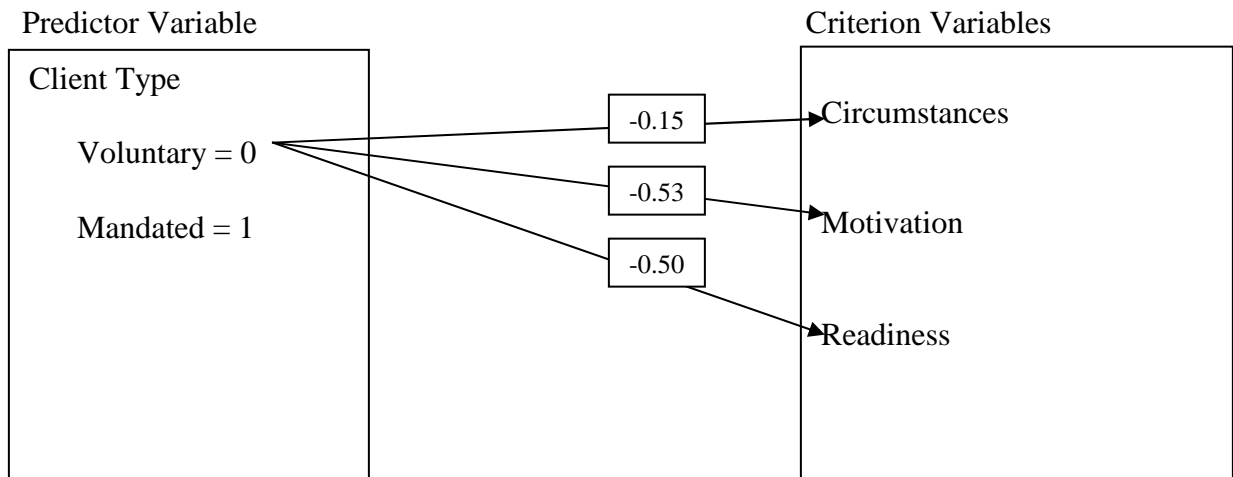 Predictor Variable
Criterion Variables
Client Type
Voluntary = 0
Mandated = 1
-0.15
-0.53
-0.50
Circumstances
Motivation
Readiness